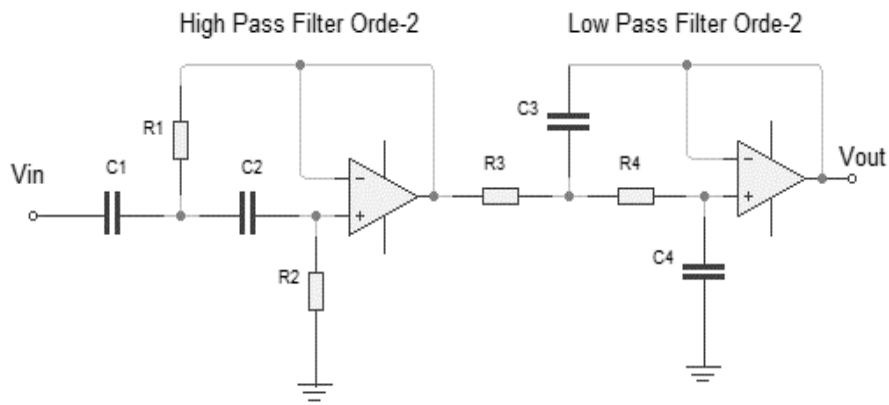 High Pass Filter Orde-2
Low Pass Filter Orde-2
C3
R1
Vin
C1
C2
−
+
R3
R4
−
+
Vout
R2
C4